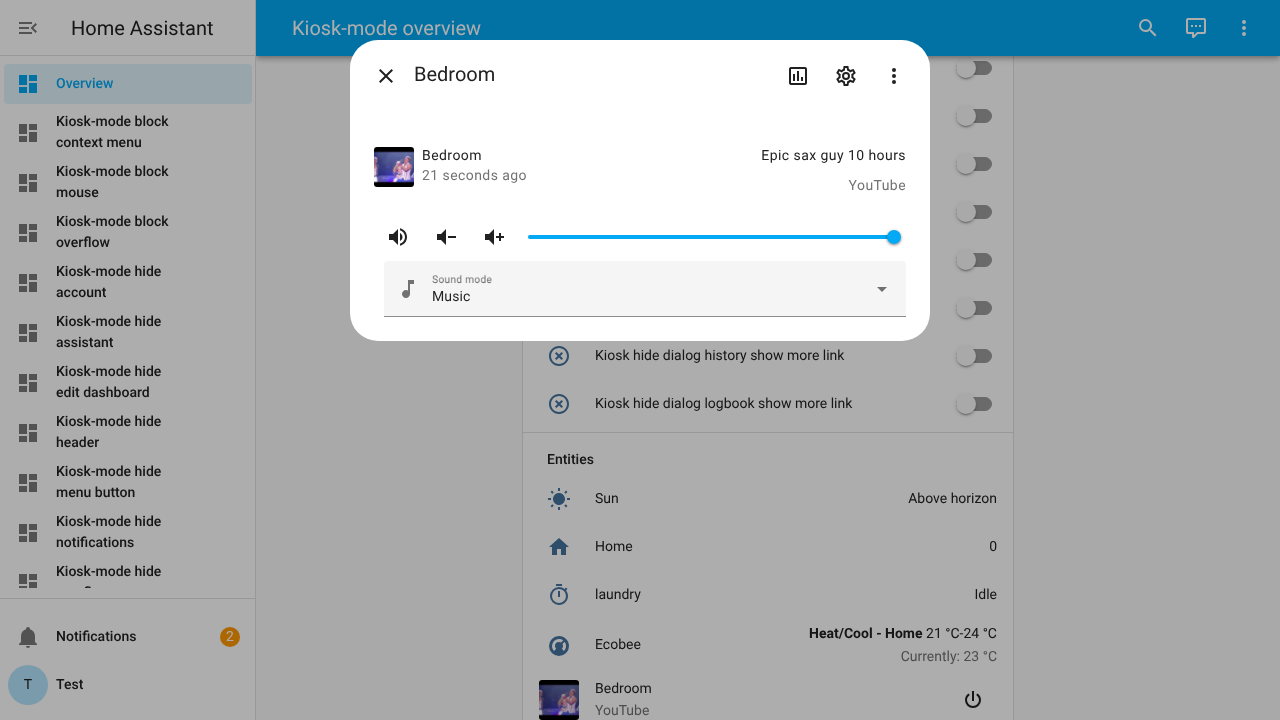 Home Assistant
Kiosk-mode overview
Overview
Kiosk-mode block
context menu
Kiosk-mode block
mouse
Kiosk-mode block
overflow
Kiosk-mode hide
account
Kiosk-mode hide
assistant
Kiosk-mode hide
edit dashboard
Kiosk-mode hide
header
Kiosk-mode hide
menu button
Kiosk-mode hide
notifications
Kiosk-mode hide
Notifications
2
T
Test
Bedroom
Bedroom
21 seconds ago
Epic sax guy 10 hours
YouTube
Sound mode
Music
Kiosk hide dialog history show more link
Kiosk hide dialog logbook show more link
Entities
Sun
Above horizon
Home
0
laundry
Idle
Ecobee
Heat/Cool - Home 21 °C-24 °C
Currently: 23 °C
Bedroom
YouTube